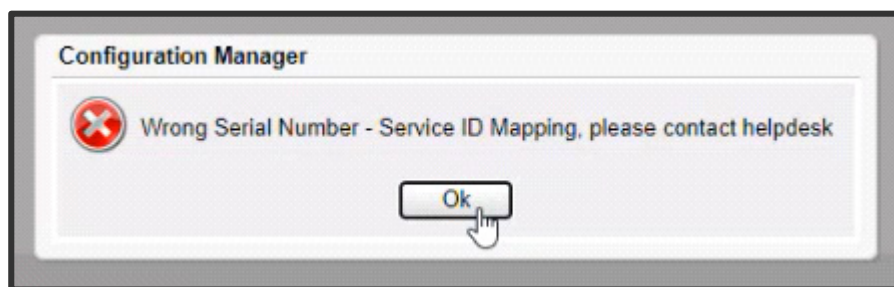 Configuration Manager
Wrong Serial Number - Service ID Mapping, please contact helpdesk
Ok